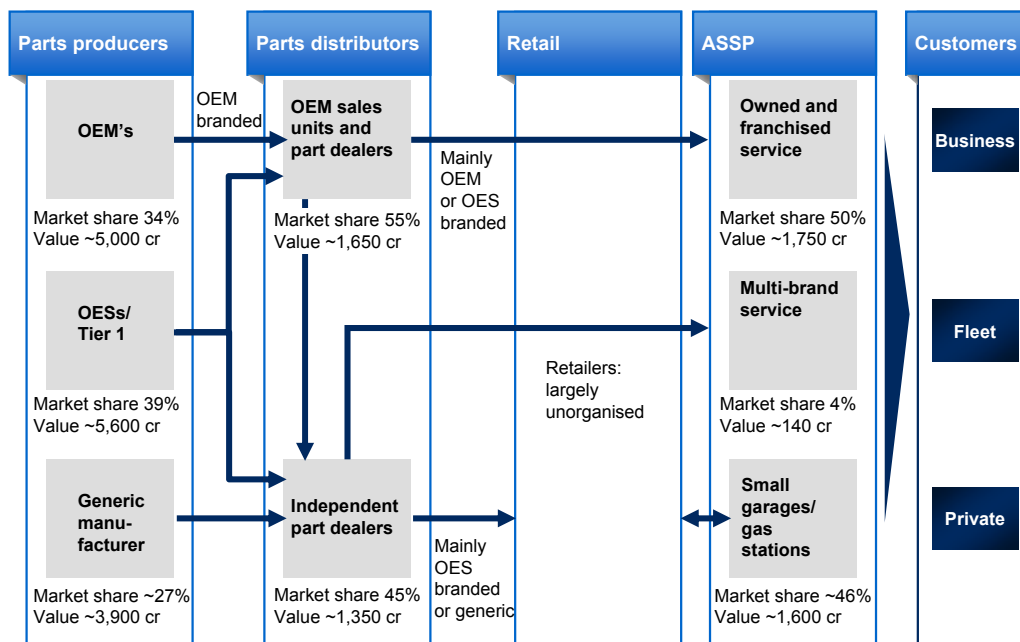 Parts producers
Parts distributors
Retail
ASSP
Customers
OEM's
Market share 34%
Value ~5,000 cr
OESs/
Tier 1
Market share 39%
Value ~5,600 cr
Generic
manu-
facturer
Market share ~27%
Value ~3,900 cr
OEM
branded
OEM sales
units and
part dealers
Market share 55%
Value ~1,650 cr
Independent
part dealers
Market share 45%
Value ~1,350 cr
Mainly
OEM
or OES
branded
Mainly
OES
branded
or generic
Retailers:
largely
unorganised
Owned and
franchised
service
Market share 50%
Value ~1,750 cr
Multi-brand
service
Market share 4%
Value ~140 cr
Small
garages/
gas
stations
Market share ~46%
Value ~1,600 cr
Business
Fleet
Private